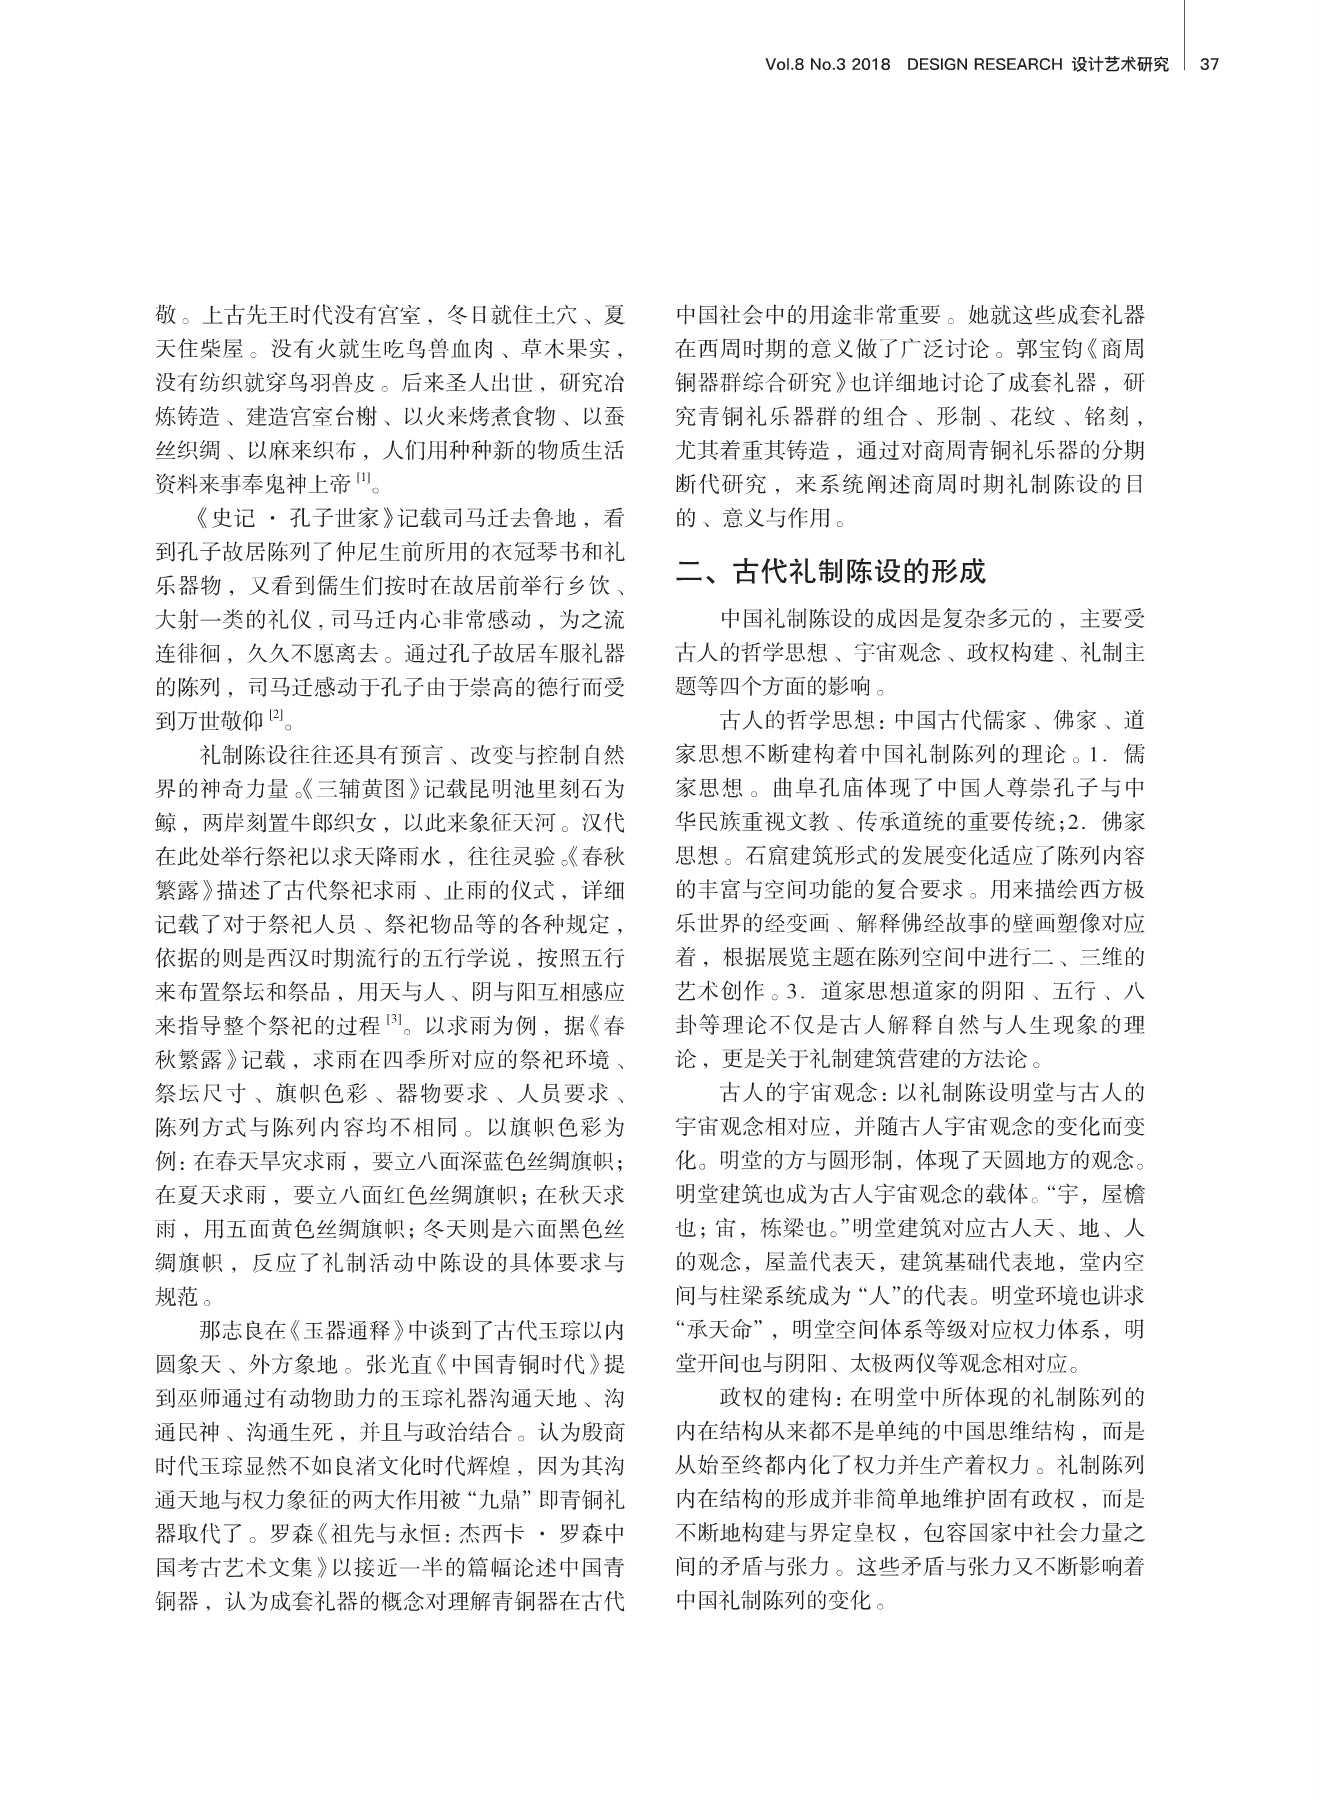 Vol.8 No.3 2018 DESIGN RESEARCH 设计艺术研究 37
敬。上古先王时代没有宫室，冬日就住土穴、夏
天住柴屋。没有火就生吃鸟兽血肉、草木果实，
没有纺织就穿鸟羽兽皮。后来圣人出世，研究冶
炼铸造、建造宫室台榭、以火来烤煮食物、以蚕
丝织绸、以麻来织布，人们用种种新的物质生活
资料来事奉鬼神上帝[1]。
《史记·孔子世家》记载司马迁去鲁地，看
到孔子故居陈列了仲尼生前所用的衣冠琴书和礼
乐器物，又看到儒生们按时在故居前举行乡饮、
大射一类的礼仪，司马迁内心非常感动，为之流
连徘徊，久久不愿离去。通过孔子故居车服礼器
的陈列，司马迁感动于孔子由于崇高的德行而受
到万世敬仰[2]。
礼制陈设往往还具有预言、改变与控制自然
界的神奇力量。《三辅黄图》记载昆明池里刻石为
鲸，两岸刻置牛郎织女，以此来象征天河。汉代
在此处举行祭祀以求天降雨水，往往灵验。《春秋
繁露》描述了古代祭祀求雨、止雨的仪式，详细
记载了对于祭祀人员、祭祀物品等的各种规定，
依据的则是西汉时期流行的五行学说，按照五行
来布置祭坛和祭品，用天与人、阴与阳互相感应
来指导整个祭祀的过程[3]。以求雨为例，据《春
秋繁露》记载，求雨在四季所对应的祭祀环境、
祭坛尺寸、旗帜色彩、器物要求、人员要求、
陈列方式与陈列内容均不相同。以旗帜色彩为
例：在春天旱灾求雨，要立八面深蓝色丝绸旗帜；
在夏天求雨，要立八面红色丝绸旗帜；在秋天求
雨，用五面黄色丝绸旗帜；冬天则是六面黑色丝
绸旗帜，反应了礼制活动中陈设的具体要求与
规范。
那志良在《玉器通释》中谈到了古代玉琮以内
圆象天、外方象地。张光直《中国青铜时代》提
到巫师通过有动物助力的玉琮礼器沟通天地、沟
通民神、沟通生死，并且与政治结合。认为殷商
时代玉琮显然不如良渚文化时代辉煌，因为其沟
通天地与权力象征的两大作用被“九鼎”即青铜礼
器取代了。罗森《祖先与永恒：杰西卡·罗森中
国考古艺术文集》以接近一半的篇幅论述中国青
铜器，认为成套礼器的概念对理解青铜器在古代
中国社会中的用途非常重要。她就这些成套礼器
在西周时期的意义做了广泛讨论。郭宝钧《商周
铜器群综合研究》也详细地讨论了成套礼器，研
究青铜礼乐器群的组合、形制、花纹、铭刻，
尤其着重其铸造，通过对商周青铜礼乐器的分期
断代研究，来系统阐述商周时期礼制陈设的目
的、意义与作用。
二、古代礼制陈设的形成
中国礼制陈设的成因是复杂多元的，主要受
古人的哲学思想、宇宙观念、政权构建、礼制主
题等四个方面的影响。
古人的哲学思想：中国古代儒家、佛家、道
家思想不断建构着中国礼制陈列的理论。1. 儒
家思想。曲阜孔庙体现了中国人尊崇孔子与中
华民族重视文教、传承道统的重要传统;2. 佛家
思想。石窟建筑形式的发展变化适应了陈列内容
的丰富与空间功能的复合要求。用来描绘西方极
乐世界的经变画、解释佛经故事的壁画塑像对应
着，根据展览主题在陈列空间中进行二、三维的
艺术创作。3. 道家思想道家的阴阳、五行、八
卦等理论不仅是古人解释自然与人生现象的理
论，更是关于礼制建筑营建的方法论。
古人的宇宙观念：以礼制陈设明堂与古人的
宇宙观念相对应，并随古人宇宙观念的变化而变
化。明堂的方与圆形制，体现了天圆地方的观念。
明堂建筑也成为古人宇宙观念的载体。“宇，屋檐
也；宙，栋梁也。”明堂建筑对应古人天、地、人
的观念，屋盖代表天，建筑基础代表地，堂内空
间与柱梁系统成为“人”的代表。明堂环境也讲求
“承天命”，明堂空间体系等级对应权力体系，明
堂开间也与阴阳、太极两仪等观念相对应。
政权的建构：在明堂中所体现的礼制陈列的
内在结构从来都不是单纯的中国思维结构，而是
从始至终都内化了权力并生产着权力。礼制陈列
内在结构的形成并非简单地维护固有政权，而是
不断地构建与界定皇权，包容国家中社会力量之
间的矛盾与张力。这些矛盾与张力又不断影响着
中国礼制陈列的变化。